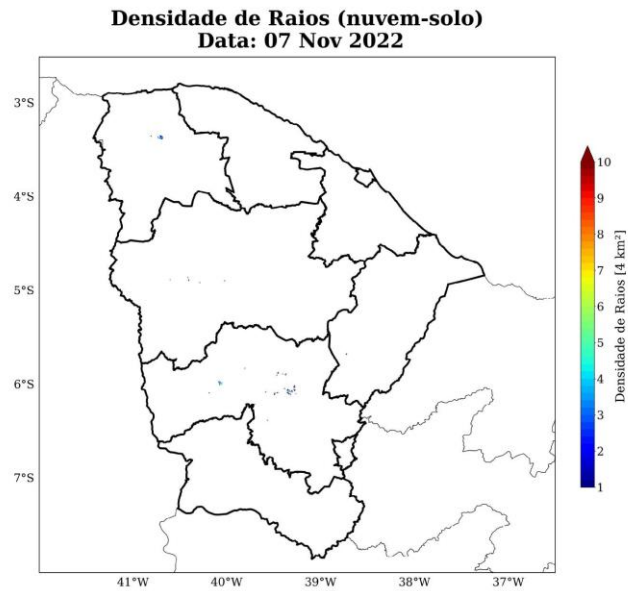 Densidade de Raios (nuvem-solo)
Data: 07 Nov 2022
3°S
4°S
5°S
6°S
7°S
41°W
40°W
39°W
38°W
37°W
10
9
8
7
6
5
4
3
2
1
Densidade de Raios [4 km²]